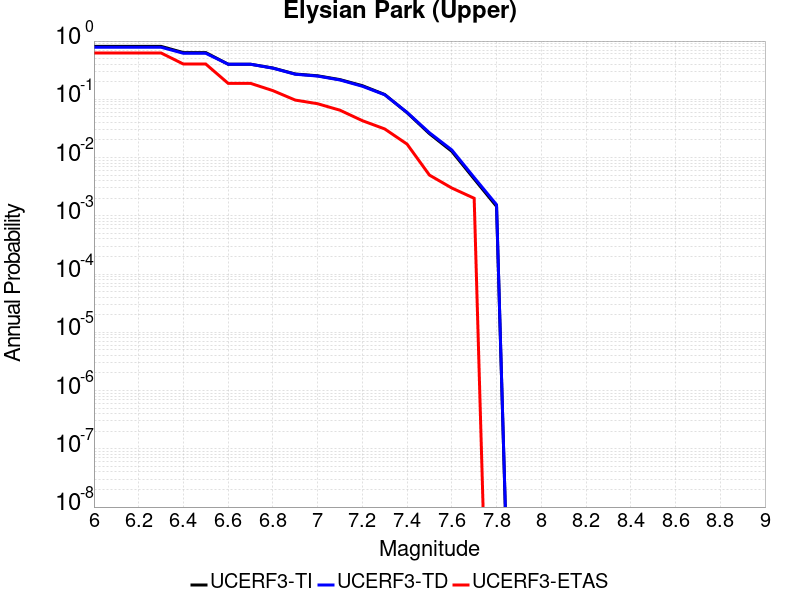 Elysian Park (Upper)
10^0
10^-1
10^-2
10^-3
10^-4
10^-5
10^-6
10^-7
10^-8
Annual Probability
6 6.2 6.4 6.6 6.8 7 7.2 7.4 7.6 7.8 8 8.2 8.4 8.6 8.8 9
Magnitude
UCERF3-TI UCERF3-TD UCERF3-ETAS